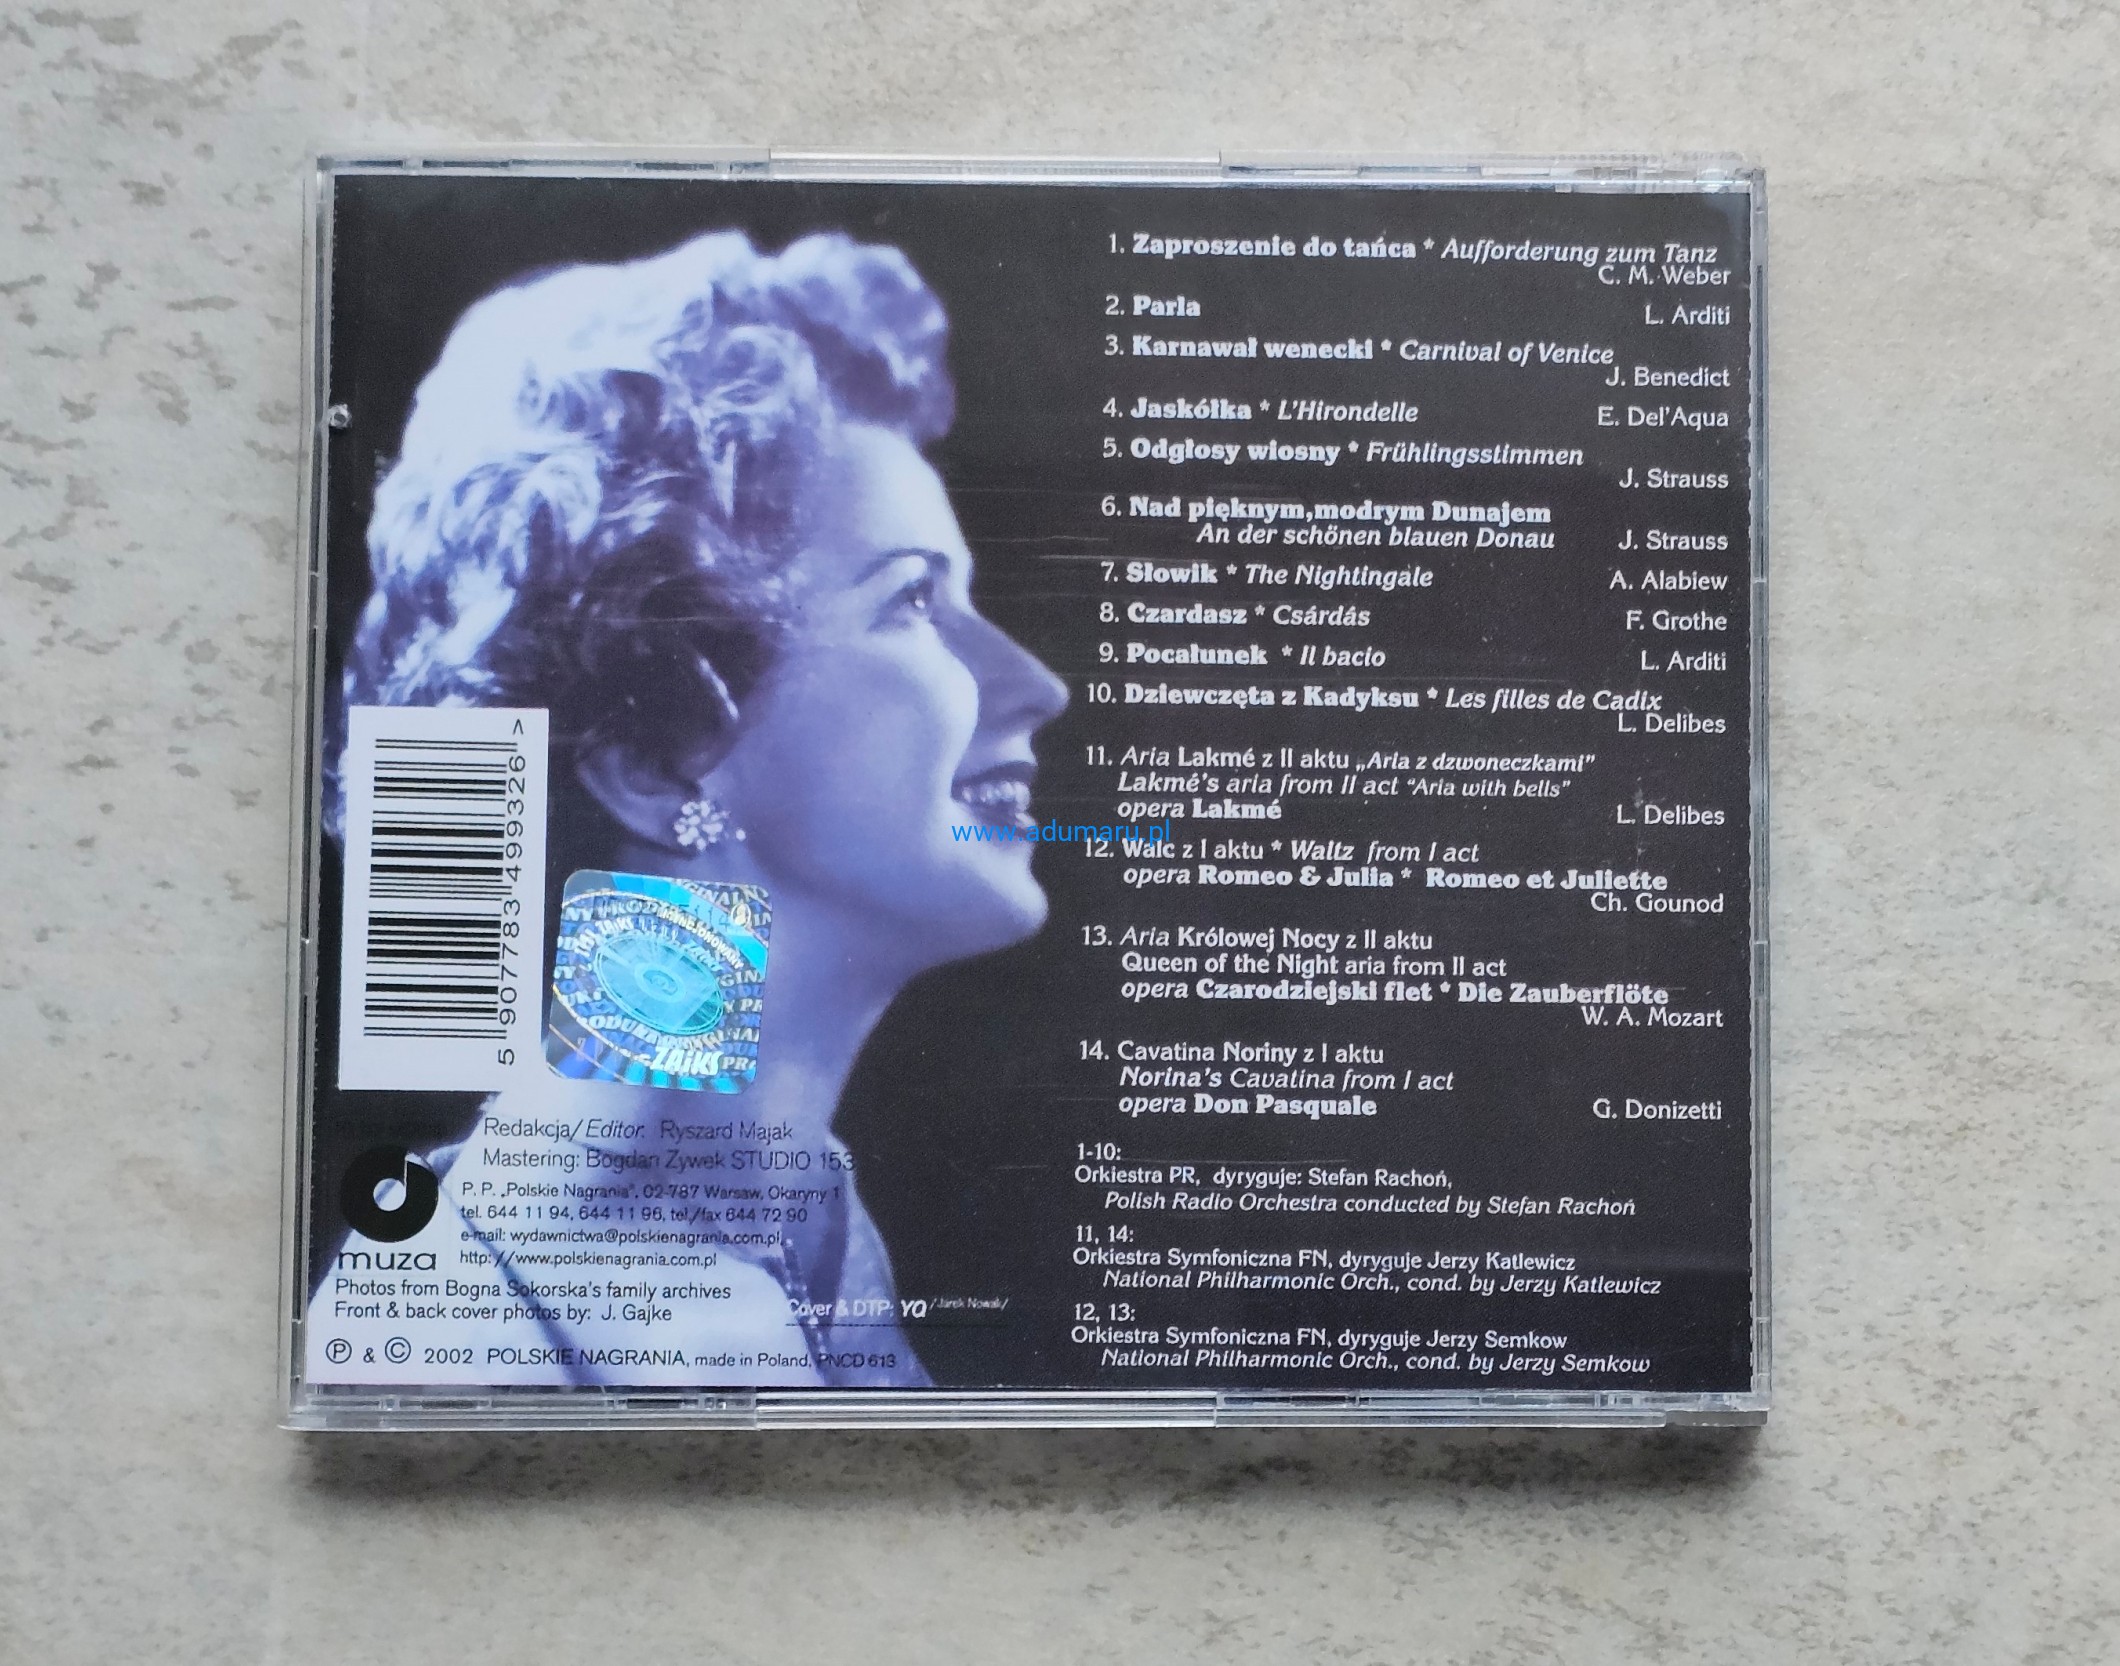 1. Zaproszenie do tańca * Aufforderung zum Tanz
C. M. Weber
2. Parla L. Arditi
3. Karnawał wenecki * Carnival of Venice
J. Benedict
4. Jaskółka * L'Hirondelle E. Del'Aqua
5. Odgłosy wiosny * Frühlingsstimmen
J. Strauss
6. Nad pięknym,modrym Dunajem
An der schönen blauen Donau J. Strauss
7. Słowik * The Nightingale A. Alabiew
8. Czardasz * Csárdás F. Grothe
9. Pocałunek * Il bacio L. Arditi
10. Dziewczęta z Kadyksu * Les filles de Cadix
L. Delibes
11. Aria Lakmé z II aktu „Aria z dzwoneczkami”
Lakmé's aria from II act “Aria with bells”
opera Lakmé L. Delibes
www.adumaru.pl
12. Walc z I aktu * Waltz from I act
opera Romeo & Julia * Romeo et Juliette
Ch. Gounod
13. Aria Królowej Nocy z II aktu
Queen of the Night aria from II act
opera Czarodziejski flet * Die Zauberflöte
W. A. Mozart
14. Cavatina Noriny z I aktu
Norina's Cavatina from I act
opera Don Pasquale G. Donizetti
1-10:
Orkiestra PR, dyryguje: Stefan Rachoń,
Polish Radio Orchestra conducted by Stefan Rachoń
11, 14:
Orkiestra Symfoniczna FN, dyryguje Jerzy Katlewicz
National Philharmonic Orch., cond. by Jerzy Katlewicz
12, 13:
Orkiestra Symfoniczna FN, dyryguje Jerzy Semkow
National Philharmonic Orch., cond. by Jerzy Semkow
5 907783 499326 >
ZAiKS
Redakcja/Editor: Ryszard Majak
Mastering: Bogdan Żywek STUDIO 153
P. P. „Polskie Nagrania”, 02-787 Warsaw, Okaryny 1
tel. 644 11 94, 644 11 96, tel./fax 644 72 90
e-mail: wydawnictwa@polskienagrania.com.pl,
http://www.polskienagrania.com.pl
muza
Photos from Bogna Sokorska's family archives
Front & back cover photos by: J. Gajke
Cover & DTP: YA /Jarek Nowak/
Ⓟ & © 2002 POLSKIE NAGRANIA, made in Poland, PNCD 613